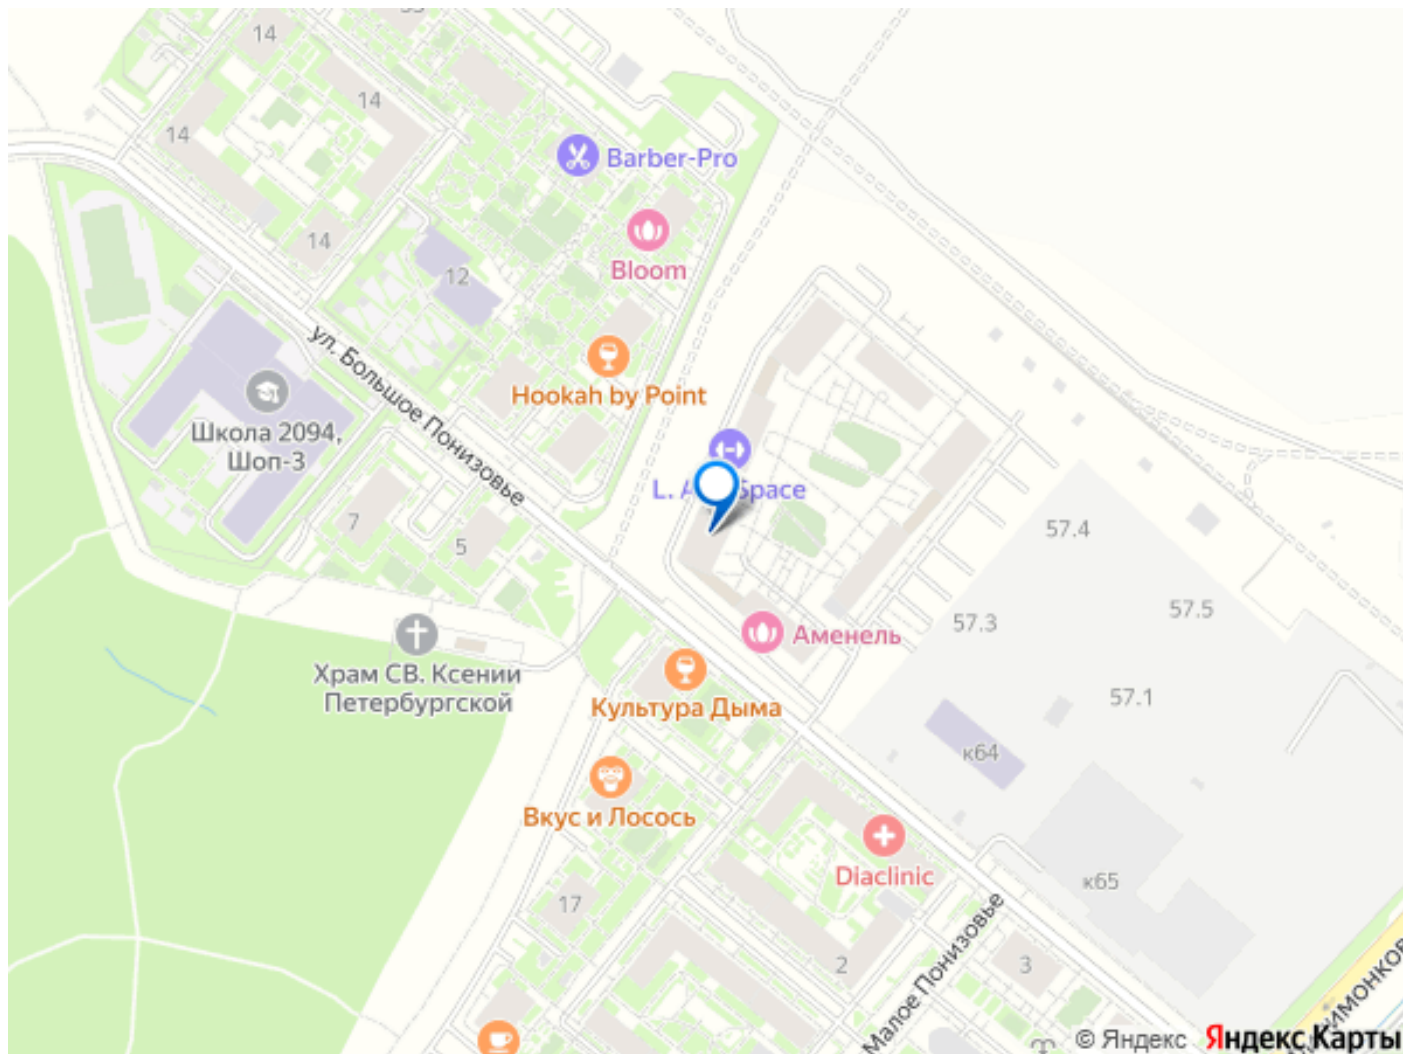 14
14
14
Barber-Pro
Bloom
14
12
ул. Большое Понизовье
Hookah by Point
Школа 2094,
Шоп-3
Space
7
5
57.4
57.3
57.5
Аменель
Храм СВ. Ксении
Петербургской
57.1
Культура Дыма
к64
Вкус и Лосось
Diaclinic
к65
17
2
Малое Понизовье
3
© Яндекс Яндекс Карты